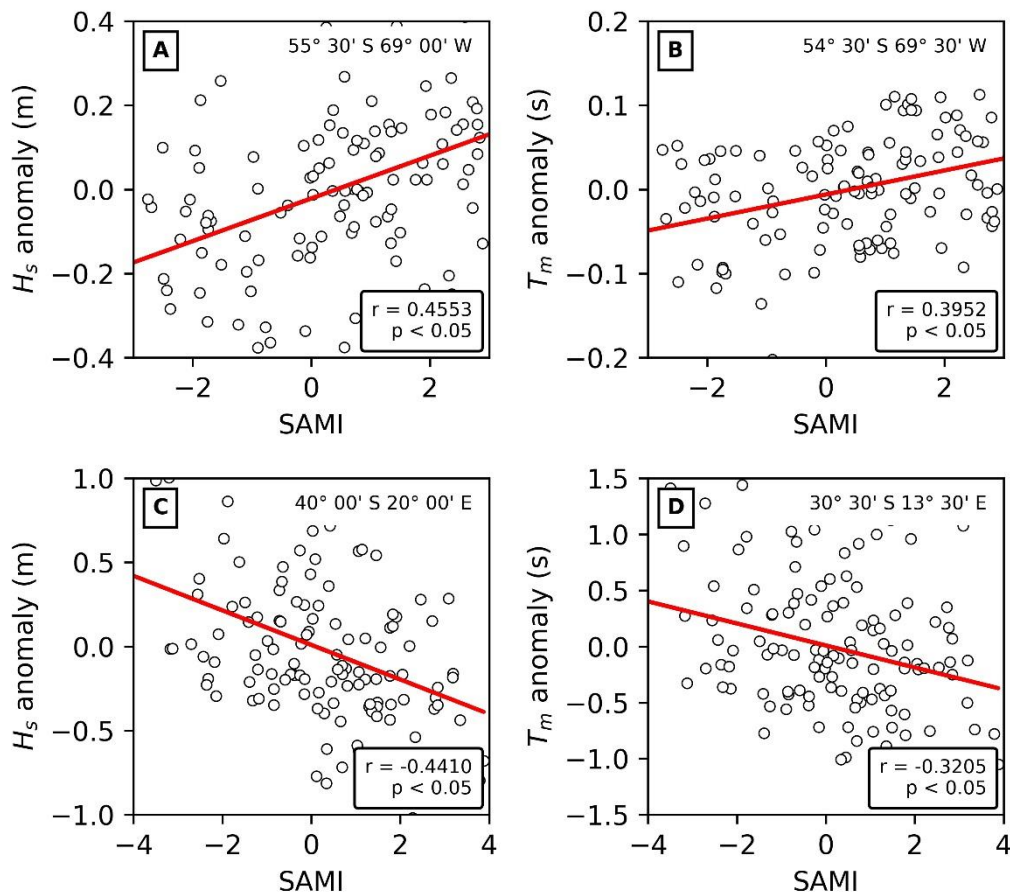 A
55° 30' S 69° 00' W
0.4
0.2
0.0
−0.2
−0.4
H_s anomaly (m)
r = 0.4553
p < 0.05
−2 0 2
SAMI
B
54° 30' S 69° 30' W
0.2
0.1
0.0
−0.1
−0.2
T_m anomaly (s)
r = 0.3952
p < 0.05
−2 0 2
SAMI
C
40° 00' S 20° 00' E
1.0
0.5
0.0
−0.5
−1.0
H_s anomaly (m)
r = -0.4410
p < 0.05
−4 −2 0 2 4
SAMI
D
30° 30' S 13° 30' E
1.5
1.0
0.5
0.0
−0.5
−1.0
−1.5
T_m anomaly (s)
r = -0.3205
p < 0.05
−4 −2 0 2 4
SAMI